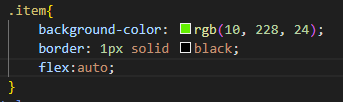 .item{
background-color: rgb(10, 228, 24);
border: 1px solid black;
flex:auto;
}